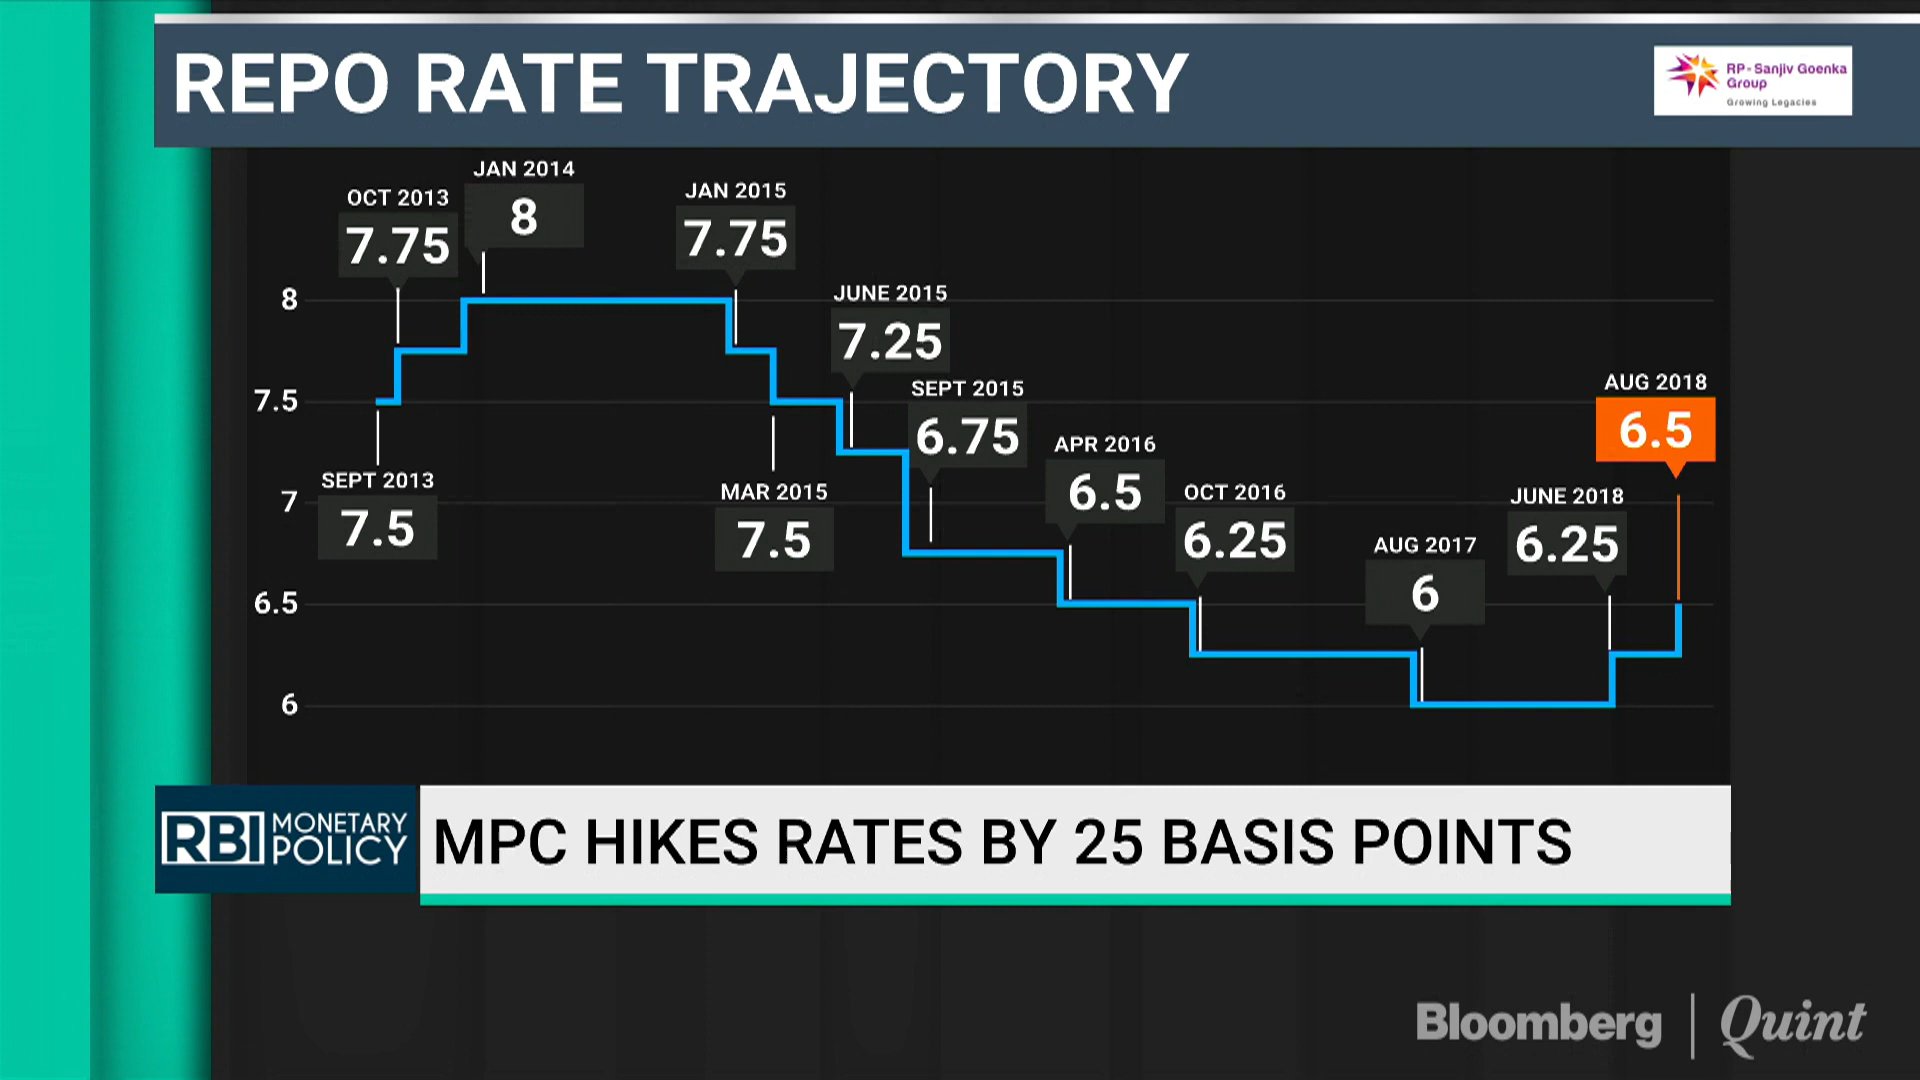 REPO RATE TRAJECTORY
RP-Sanjiv Goenka
Group
Growing Legacies
JAN 2014
8
OCT 2013
7.75
JAN 2015
7.75
JUNE 2015
7.25
SEPT 2015
6.75
APR 2016
6.5
OCT 2016
6.25
AUG 2017
6
JUNE 2018
6.25
AUG 2018
6.5
SEPT 2013
7.5
MAR 2015
7.5
8
7.5
7
6.5
6
RBI MONETARY
POLICY
MPC HIKES RATES BY 25 BASIS POINTS
Bloomberg | Quint